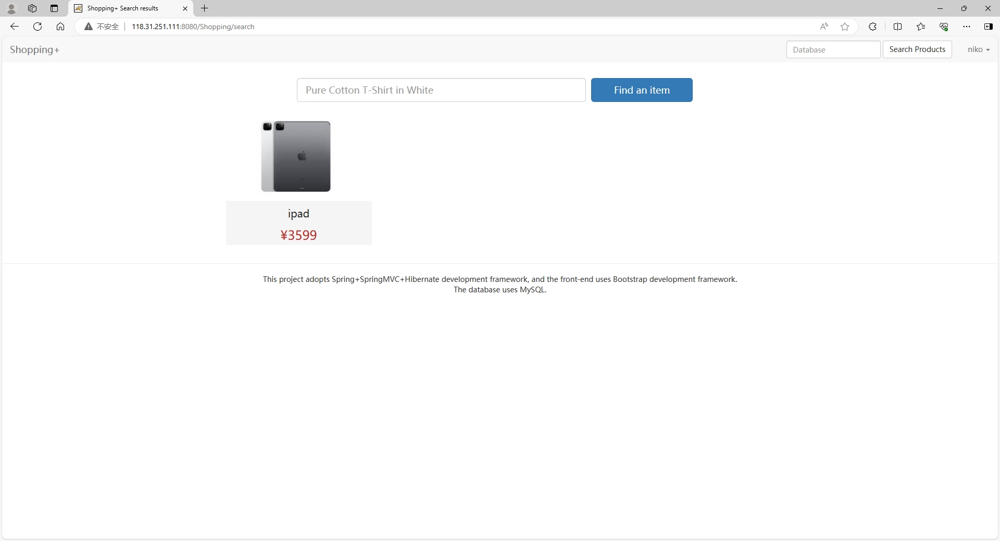 Shopping+ Search results
不安全 118.31.251.111:8080/Shopping/search
Shopping+
Database
Search Products
niko
Pure Cotton T-Shirt in White
Find an item
ipad
¥3599
This project adopts Spring+SpringMVC+Hibernate development framework, and the front-end uses Bootstrap development framework.
The database uses MySQL.